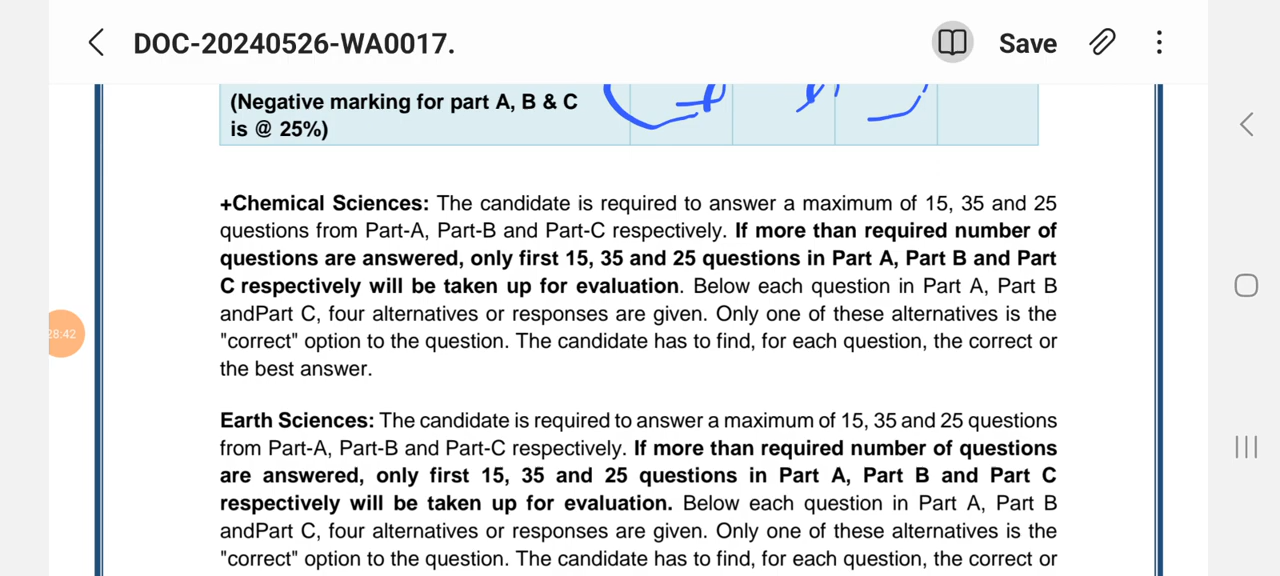 DOC-20240526-WA0017.
Save
(Negative marking for part A, B & C
is @ 25%)
+Chemical Sciences: The candidate is required to answer a maximum of 15, 35 and 25
questions from Part-A, Part-B and Part-C respectively. If more than required number of
questions are answered, only first 15, 35 and 25 questions in Part A, Part B and Part
C respectively will be taken up for evaluation. Below each question in Part A, Part B
andPart C, four alternatives or responses are given. Only one of these alternatives is the
"correct" option to the question. The candidate has to find, for each question, the correct or
the best answer.
28:42
Earth Sciences: The candidate is required to answer a maximum of 15, 35 and 25 questions
from Part-A, Part-B and Part-C respectively. If more than required number of questions
are answered, only first 15, 35 and 25 questions in Part A, Part B and Part C
respectively will be taken up for evaluation. Below each question in Part A, Part B
andPart C, four alternatives or responses are given. Only one of these alternatives is the
"correct" option to the question. The candidate has to find, for each question, the correct or